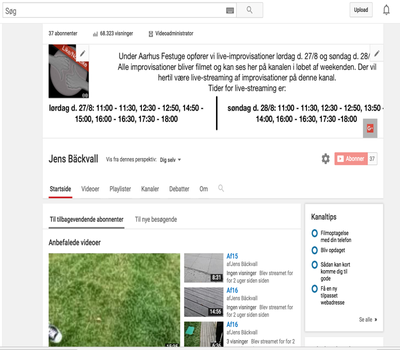 Søg
Upload
37 abonnenter
68.323 visninger
Videoadministrator
Under Aarhus Festuge opfører vi live-improvisationer lørdag d. 27/8 og søndag d. 28/
Alle improvisationer bliver filmet og kan ses her på kanalen i løbet af weekenden. Der vil
hertil være live-streaming af improvisationer på denne kanal.
Tider for live-streaming er:
lørdag d. 27/8: 11:00 - 11:30, 12:30 - 12:50, 14:50 -
15:00, 16:00 - 16:30, 17:30 - 18:00
søndag d. 28/8: 11:00 - 11:30, 12:50, 13:50
14:00, 16:00 - 16:30, 17:30 -18:00
Jens Bäckvall
Vis fra dennes perspektiv: Dig selv
Abonner 37
Startside
Videoer
Playlister
Kanaler
Debatter
Om
Til tilbagevendende abonnenter
Til nye besøgende
Anbefalede videoer
Af15
afJens Bäckvall
Ingen visninger Blev streamet for
for 2 uger siden siden
8:31
Af16
afJens Bäckvall
Ingen visninger Blev streamet for
for 2 uger siden siden
14:56
Af16
afJens Bäckvall
3 visninger Blev streamet for
for 2 uger siden siden
Kanaltips
Filmoptagelse
med din telefon
Bliv opdaget
Sådan kan kort
komme dig til
gode
Få en ny
tilpasset
webadresse
Se alle »